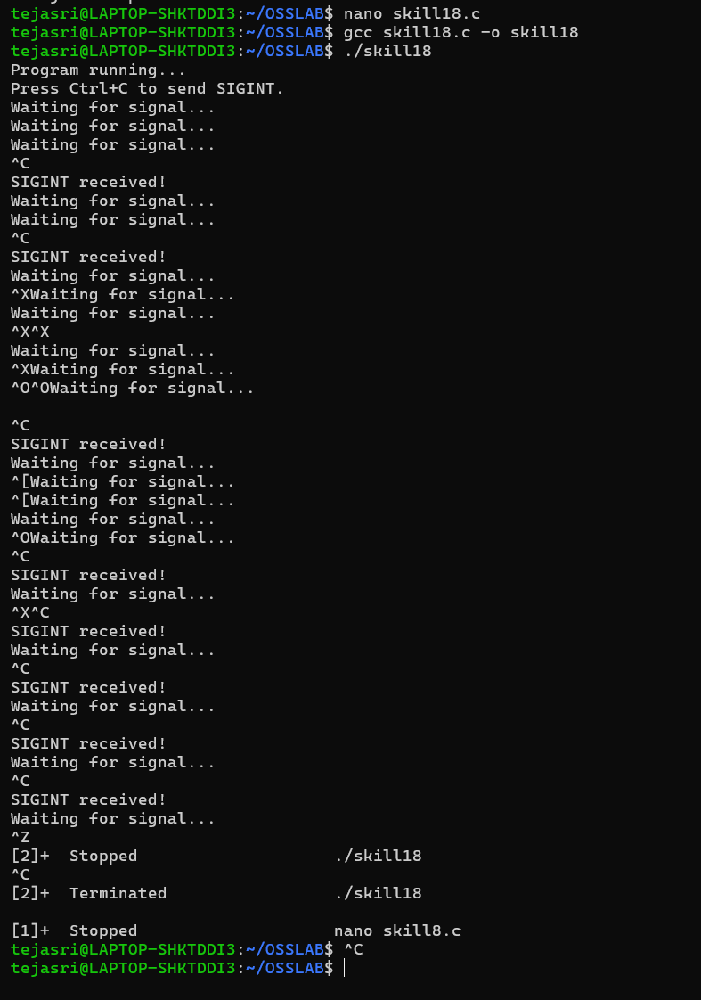 tejasri@LAPTOP-SHKTDDI3:~/OSSLAB$ nano skill18.c
tejasri@LAPTOP-SHKTDDI3:~/OSSLAB$ gcc skill18.c -o skill18
tejasri@LAPTOP-SHKTDDI3:~/OSSLAB$ ./skill18
Program running...
Press Ctrl+C to send SIGINT.
Waiting for signal...
Waiting for signal...
Waiting for signal...
^C
SIGINT received!
Waiting for signal...
Waiting for signal...
^C
SIGINT received!
Waiting for signal...
^XWaiting for signal...
Waiting for signal...
^X^X
Waiting for signal...
^XWaiting for signal...
^O^OWaiting for signal...
^C
SIGINT received!
Waiting for signal...
^[Waiting for signal...
^[Waiting for signal...
Waiting for signal...
^OWaiting for signal...
^C
SIGINT received!
Waiting for signal...
^X^C
SIGINT received!
Waiting for signal...
^C
SIGINT received!
Waiting for signal...
^C
SIGINT received!
Waiting for signal...
^C
SIGINT received!
Waiting for signal...
^Z
[2]+  Stopped                    ./skill18
^C
[2]+  Terminated                 ./skill18
[1]+  Stopped                    nano skill8.c
tejasri@LAPTOP-SHKTDDI3:~/OSSLAB$ ^C
tejasri@LAPTOP-SHKTDDI3:~/OSSLAB$